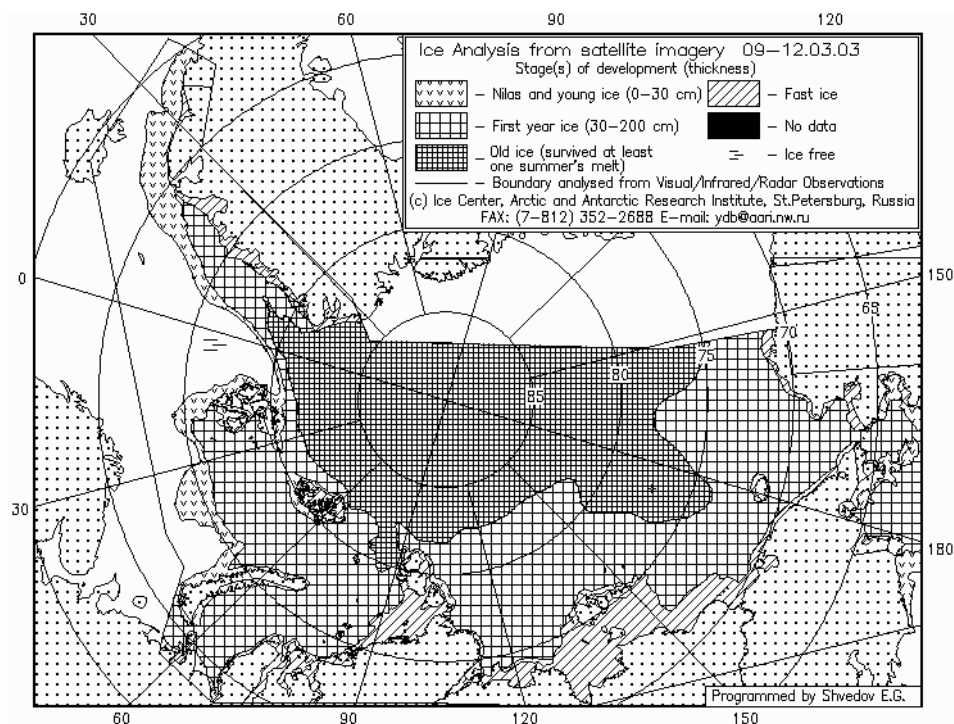 30 60 90 120
Ice Analysis from satellite imagery 09-12.03.03
Stage(s) of development (thickness)
- Nilas and young ice (0-30 cm)
- Fast ice
- First year ice (30-200 cm)
- No data
- Old ice (survived at least
one summer's melt)
- Ice free
- Boundary analysed from Visual/Infrared/Radar Observations
(c) Ice Center, Arctic and Antarctic Research Institute, St.Petersburg, Russia
FAX: (7-812) 352-2688 E-mail: ydb@aari.nw.ru
0
150
65
70
75
80
85
30
180
Programmed by Shvedov E.G.
60 90 120 150